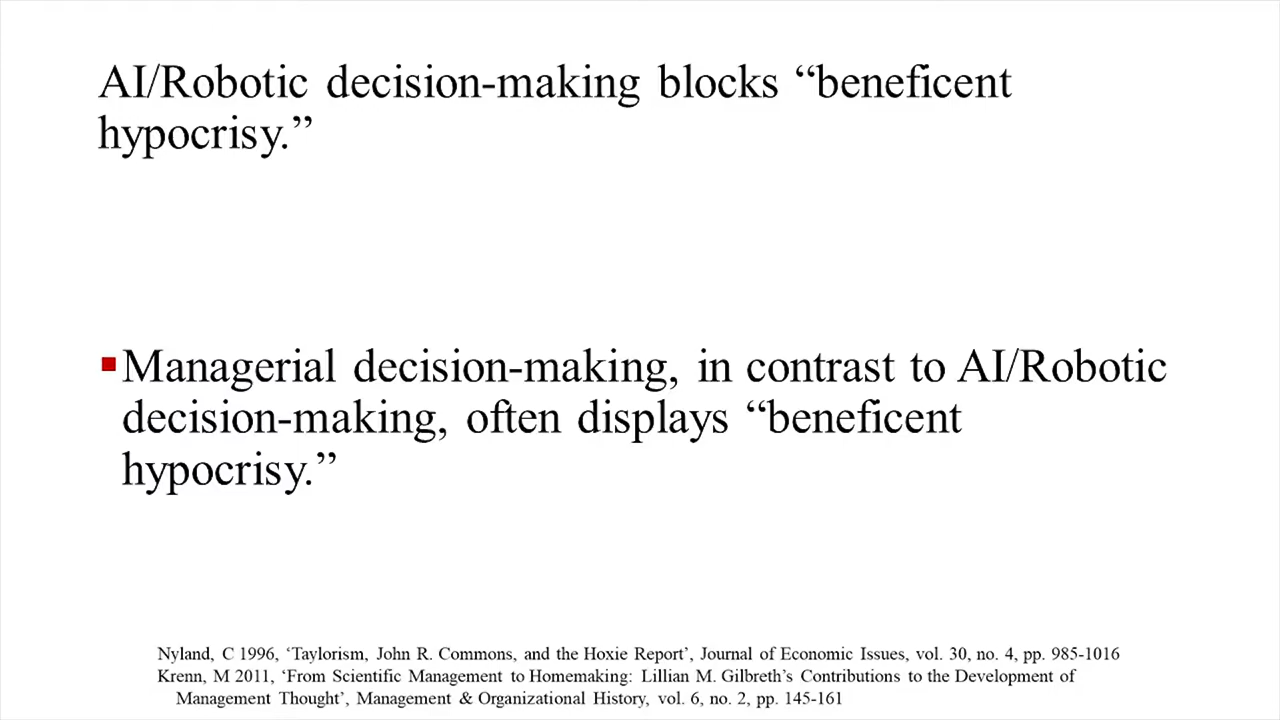 AI/Robotic decision-making blocks “beneficent
hypocrisy.”
Managerial decision-making, in contrast to AI/Robotic
decision-making, often displays “beneficent
hypocrisy.”
Nyland, C 1996, ‘Taylorism, John R. Commons, and the Hoxie Report’, Journal of Economic Issues, vol. 30, no. 4, pp. 985-1016
Krenn, M 2011, ‘From Scientific Management to Homemaking: Lillian M. Gilbreth’s Contributions to the Development of
Management Thought’, Management & Organizational History, vol. 6, no. 2, pp. 145-161